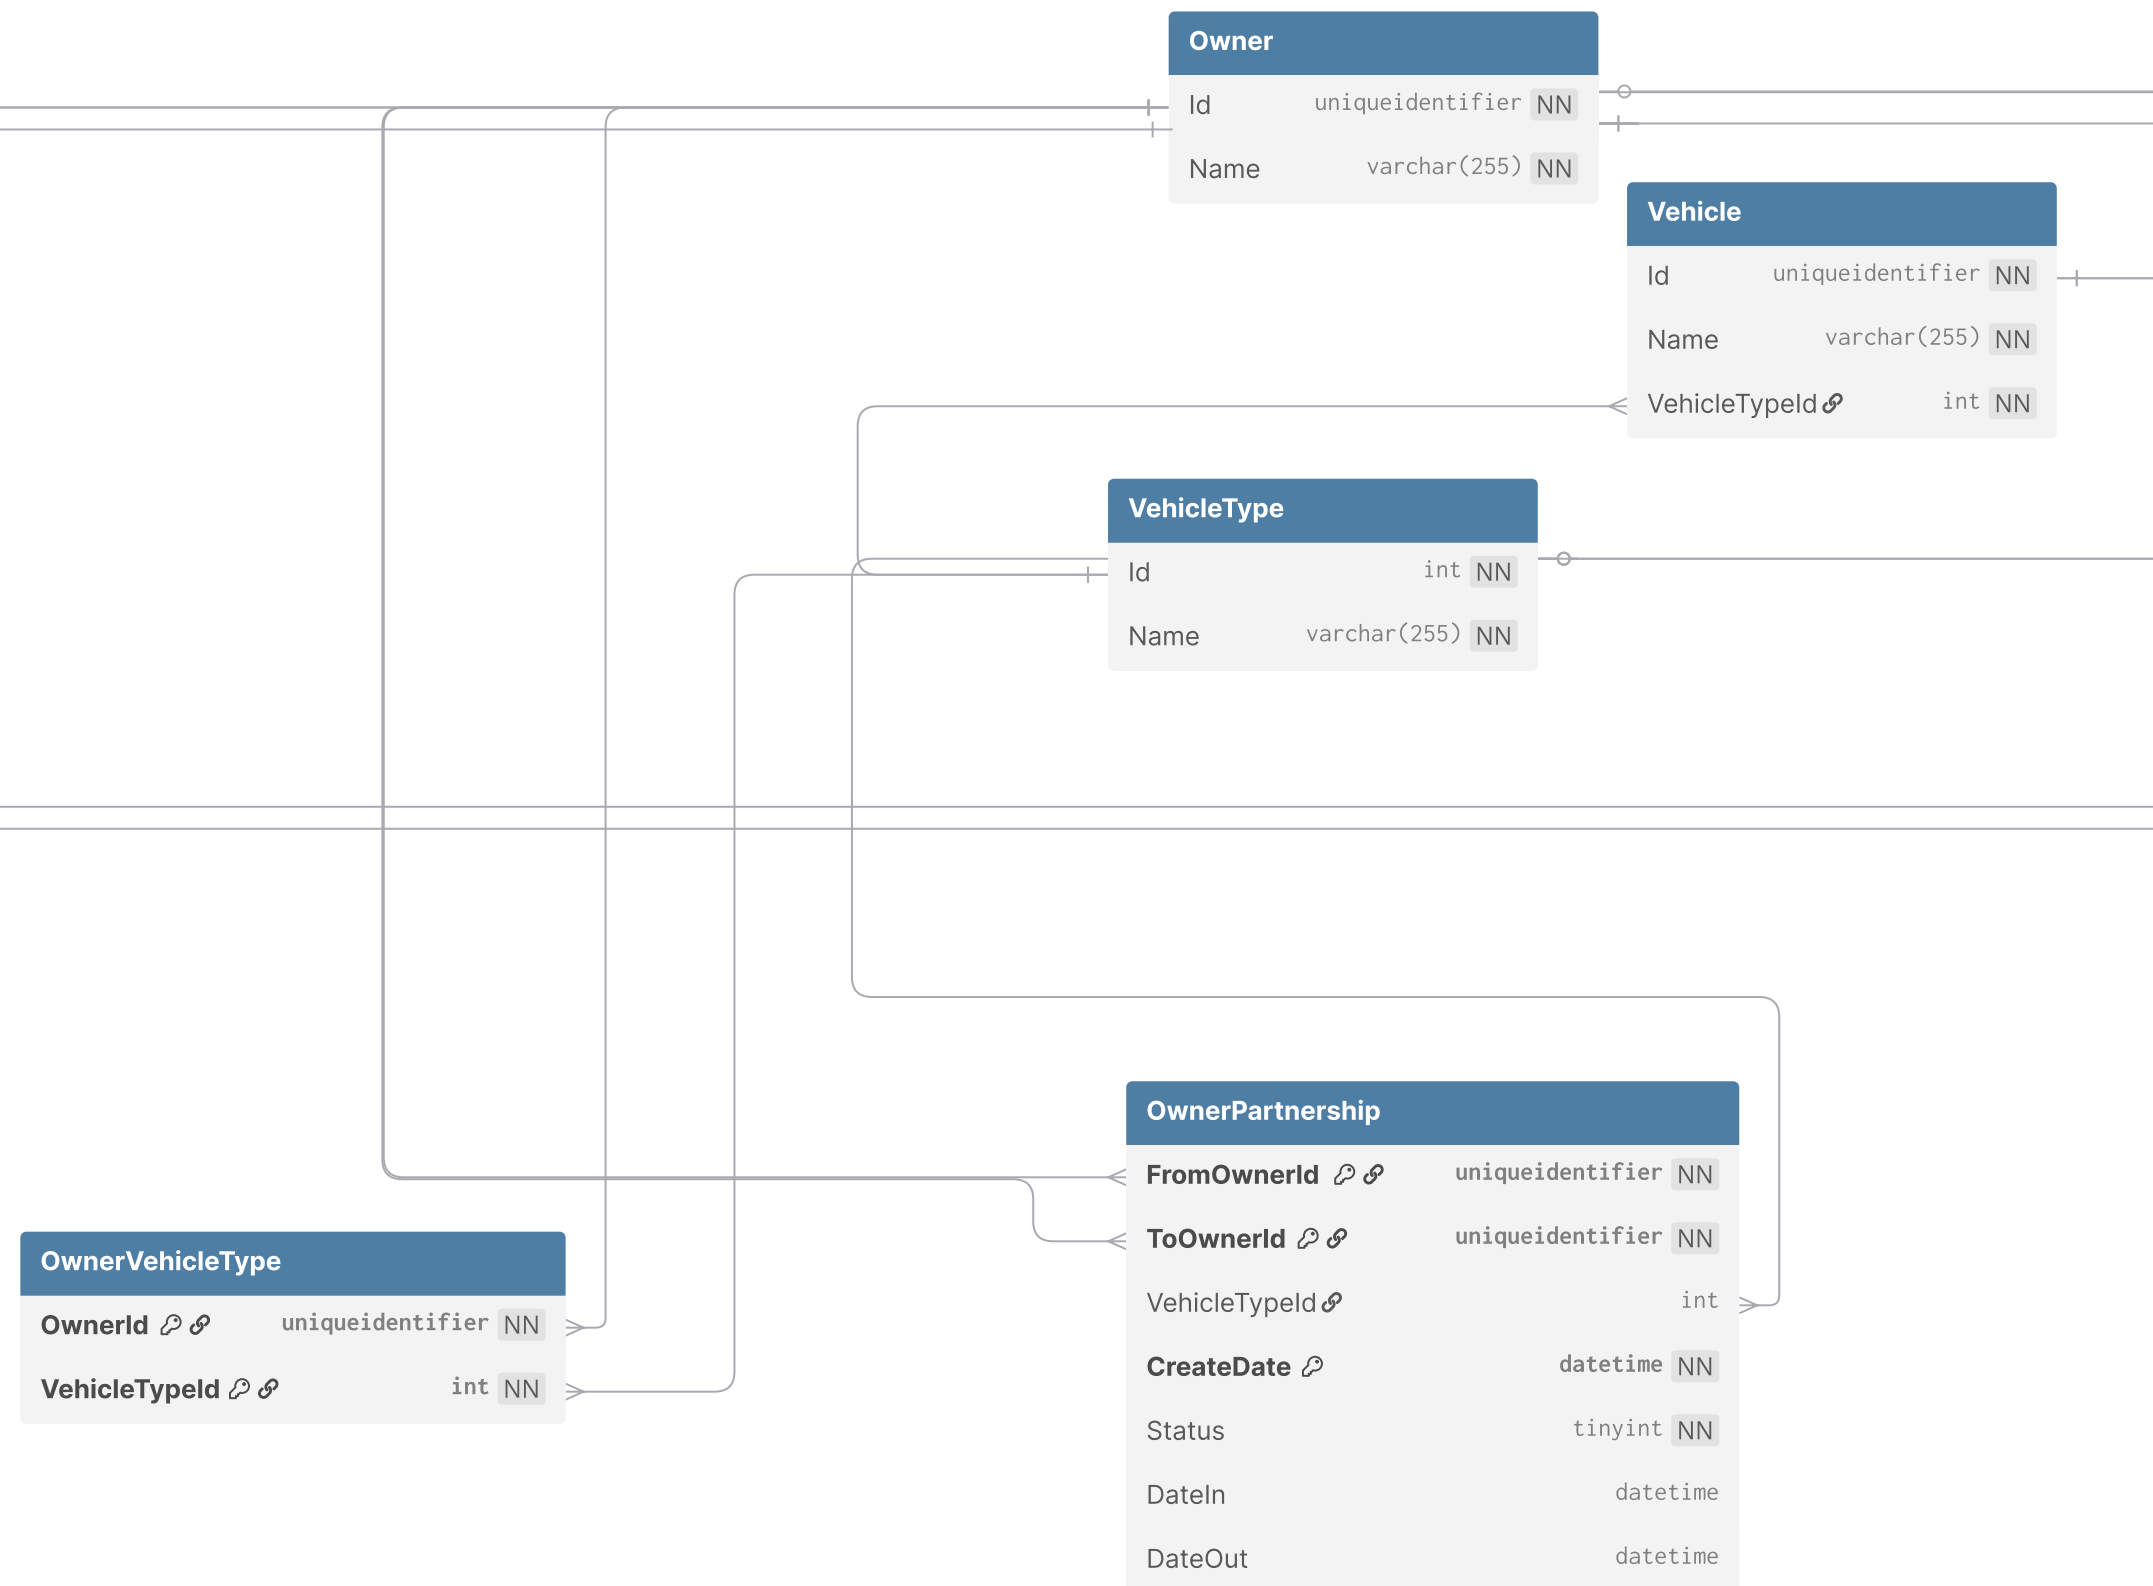 Owner
Id uniqueidentifier NN
Name varchar(255) NN
Vehicle
Id uniqueidentifier NN
Name varchar(255) NN
VehicleTypeId int NN
VehicleType
Id int NN
Name varchar(255) NN
OwnerPartnership
FromOwnerId uniqueidentifier NN
ToOwnerId uniqueidentifier NN
VehicleTypeId int
CreateDate datetime NN
Status tinyint NN
DateIn datetime
DateOut datetime
OwnerVehicleType
OwnerId uniqueidentifier NN
VehicleTypeId int NN